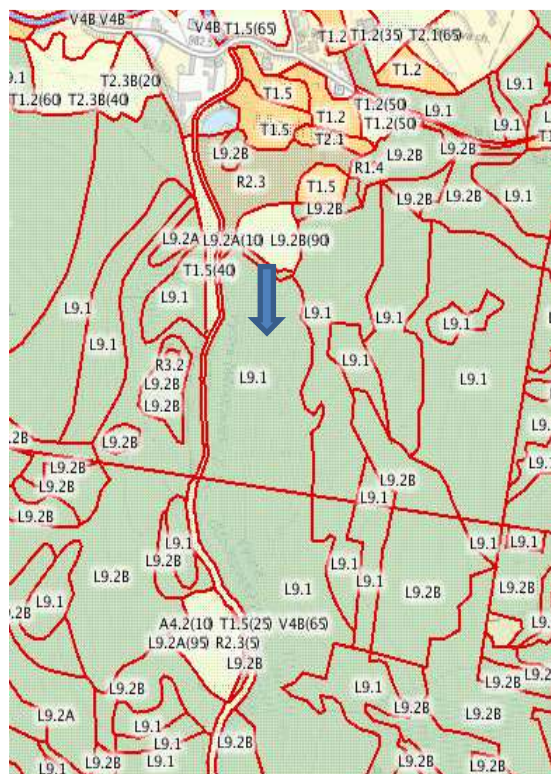 V4B V4B
V4B T1.5(65)
T1.2 T1.2(35) T2.1(65)
982.5
T2.3B(20)
T1.2
L9.1
T1.2(60) T2.3B(40)
T1.5
T1.2(50)
L9.1
L9.1
T1.2
T1.5
T1.2(50)
T2.1
L9.2B
L9.2B
L9.2B
R1.4
R2.3
T1.5
L9.2B
L9.2B
L9.2B
L9.1
L9.2A
L9.2A(10)
L9.2B(90)
T1.5(40)
L9.1
L9.1
L9.1
L9.1
L9.1
L9.1
L9.1
R3.2
L9.2B
L9.2B
L9.1
L9.1
L9.2B
L9.2B
L9.2B
L9.2B
L9.2B
L9.1
L9.2B
L9.1
L9.2B
L9.1
L9.1
L9.1
L9.1
L9.2B
L9.1
L9.1
L9.2B
L9.2B
L9.1
A4.2(10) T1.5(25) V4B(65)
L9.2A(95) R2.3(5)
L9.2B
L9.2B
L9.1
L9.2B
L9.2B
L9.2A
L9.2B
L9.2B
L9.1
L9.1
L9.2B
L9.2B
L9.1
L9.2B
L9.1
L9.2B
L9.2B